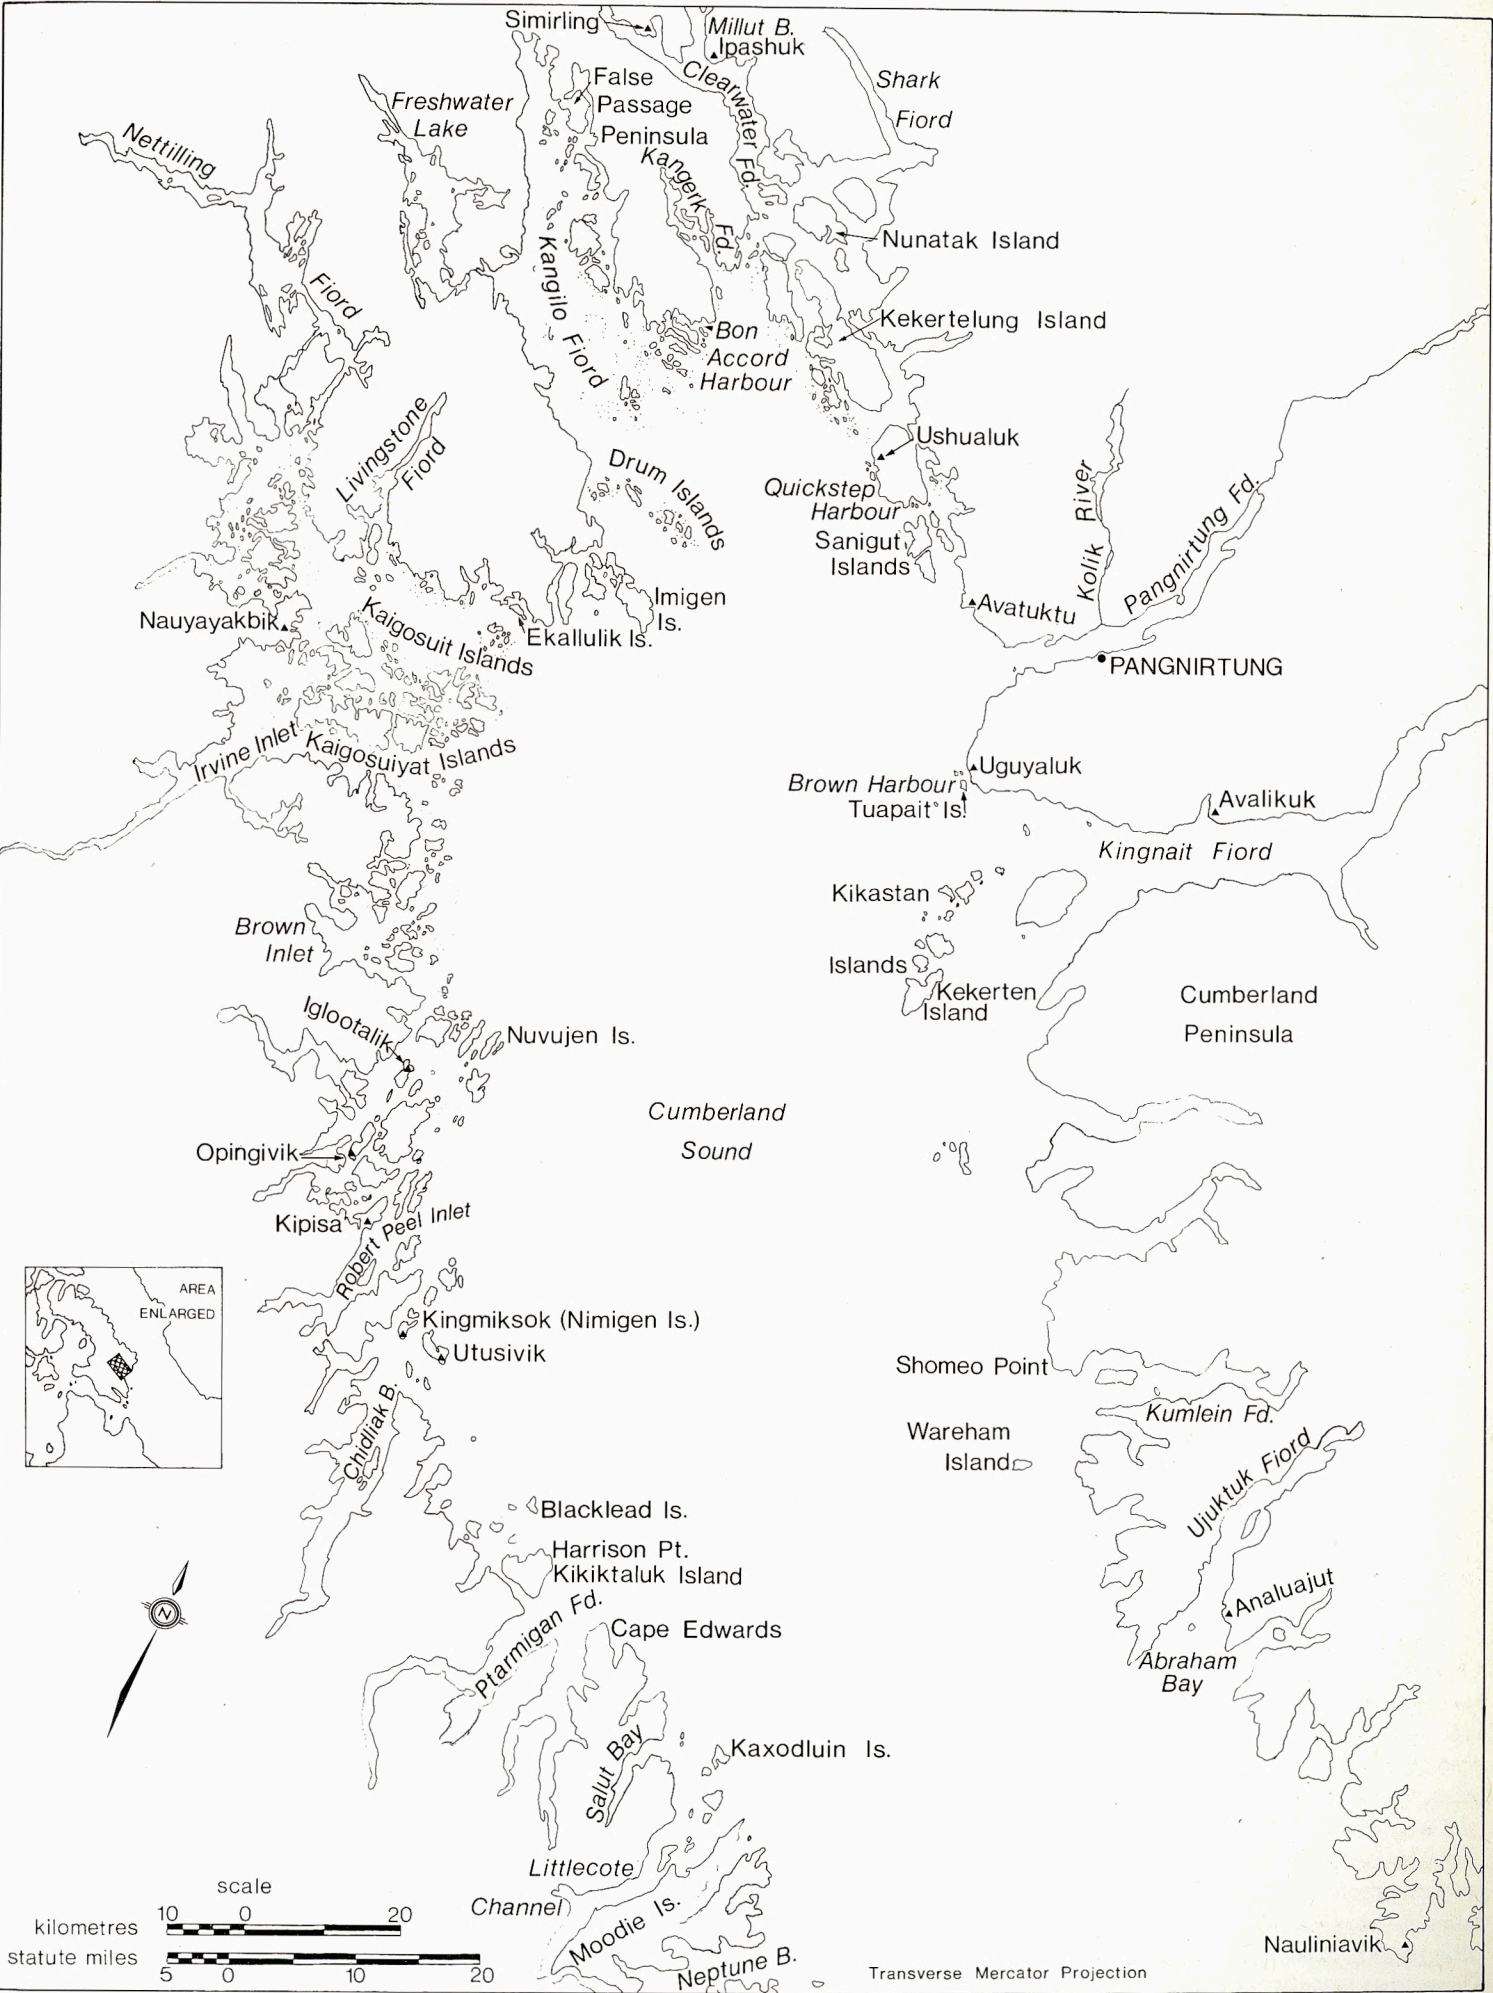 Simirling
Millut B.
Ipashuk
Clearwater Fd.
Shark
Fiord
False
Passage
Peninsula
Freshwater
Lake
Nettilling
Fiord
Kangerk Fd.
Kangilo Fiord
Nunatak Island
Kekertelung Island
Bon
Accord
Harbour
Livingstone
Fiord
Ushualuk
Drum Islands
Quickstep
Harbour
Sanigut
Islands
Kolik River
Pangnirtung Fd.
Imigen
Is.
Avatuktu
Nauyayakbik
Kaigosuit Islands
Ekallulik Is.
PANGNIRTUNG
Irvine Inlet
Kaigosuiyat Islands
Uguyaluk
Brown Harbour
Tuapait Is.
Avalikuk
Kingnait Fiord
Kikastan
Islands
Brown
Inlet
Kekerten
Island
Cumberland
Peninsula
Iglootalik
Nuvujen Is.
Cumberland
Sound
Opingivik
Kipisa
Robert Peel Inlet
AREA
ENLARGED
Kingmiksok (Nimigen Is.)
Utusivik
Shomeo Point
Chidliak B.
Kumlein Fd.
Wareham
Island
Ujuktuk Fiord
Blacklead Is.
Harrison Pt.
Kikiktaluk Island
Analuajut
Ptarmigan Fd.
Cape Edwards
N
Abraham
Bay
Salut Bay
Kaxodluin Is.
Littlecote
Channel
Moodie Is.
Neptune B.
Nauliniavik
scale
10 0 20
kilometres
statute miles
5 0 10 20
Transverse Mercator Projection